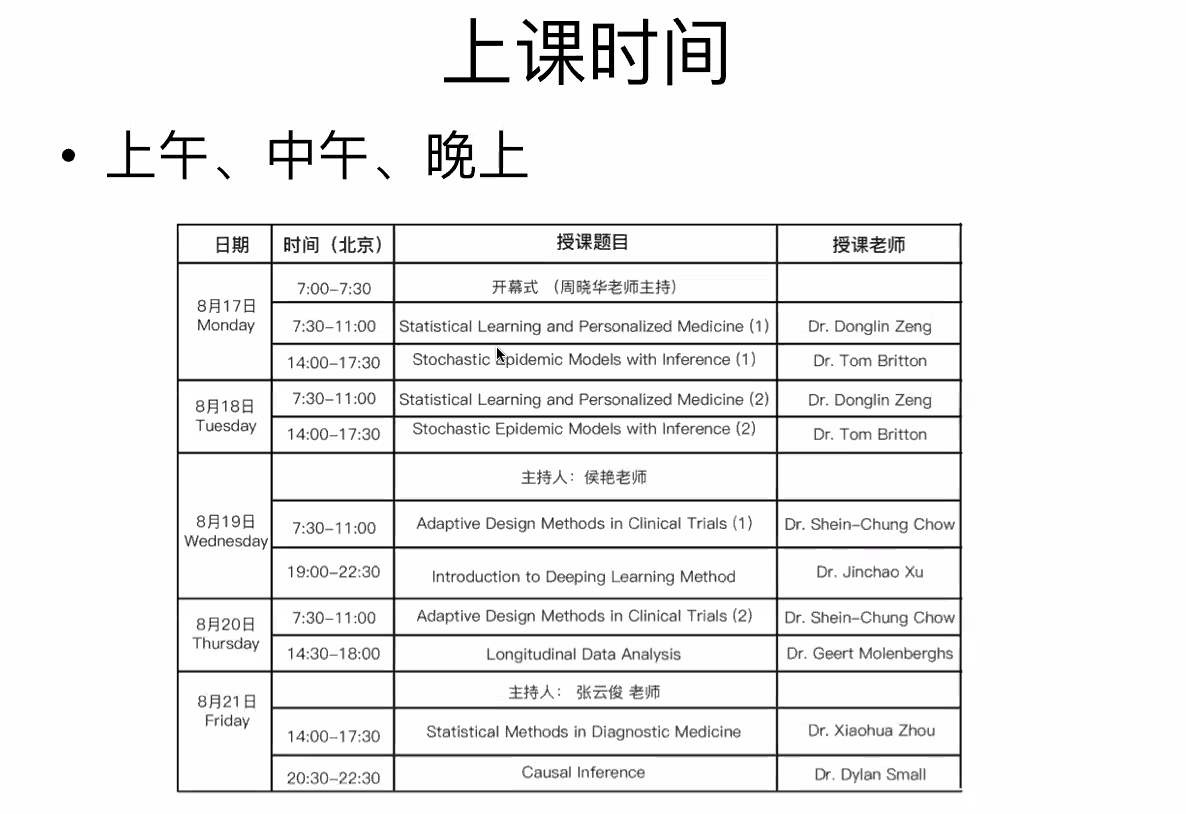 上课时间
• 上午、中午、晚上
日期 时间（北京） 授课题目 授课老师
8月17日 Monday
7:00–7:30 开幕式 （周晓华老师主持）
7:30–11:00 Statistical Learning and Personalized Medicine (1) Dr. Donglin Zeng
14:00–17:30 Stochastic Epidemic Models with Inference (1) Dr. Tom Britton
8月18日 Tuesday
7:30–11:00 Statistical Learning and Personalized Medicine (2) Dr. Donglin Zeng
14:00–17:30 Stochastic Epidemic Models with Inference (2) Dr. Tom Britton
8月19日 Wednesday
主持人：侯艳老师
7:30–11:00 Adaptive Design Methods in Clinical Trials (1) Dr. Shein–Chung Chow
19:00–22:30 Introduction to Deeping Learning Method Dr. Jinchao Xu
8月20日 Thursday
7:30–11:00 Adaptive Design Methods in Clinical Trials (2) Dr. Shein–Chung Chow
14:30–18:00 Longitudinal Data Analysis Dr. Geert Molenberghs
8月21日 Friday
主持人： 张云俊 老师
14:00–17:30 Statistical Methods in Diagnostic Medicine Dr. Xiaohua Zhou
20:30–22:30 Causal Inference Dr. Dylan Small